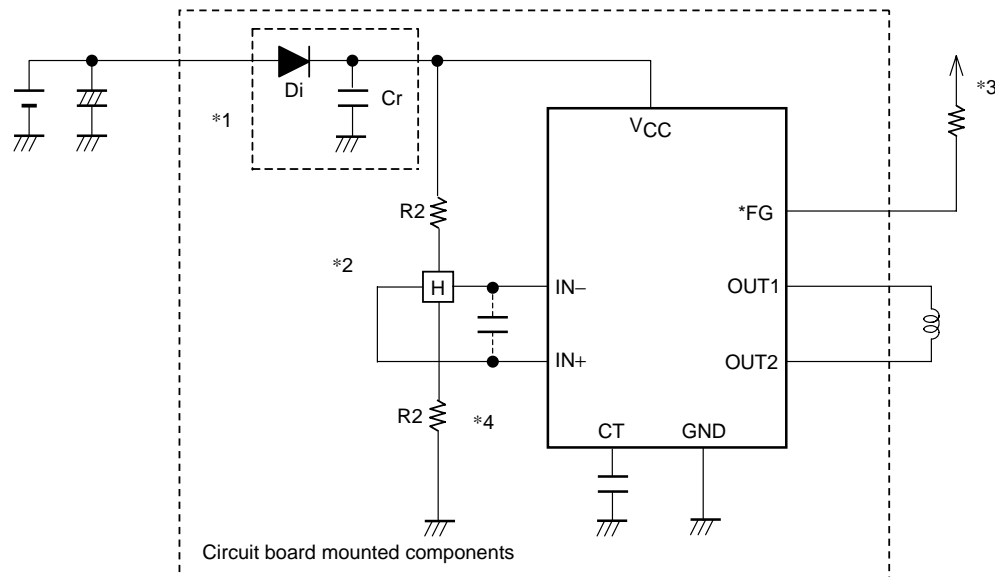 Di
Cr
*1
*3
VCC
R2
*FG
*2
H
IN−
OUT1
IN+
OUT2
R2
*4
CT
GND
Circuit board mounted components